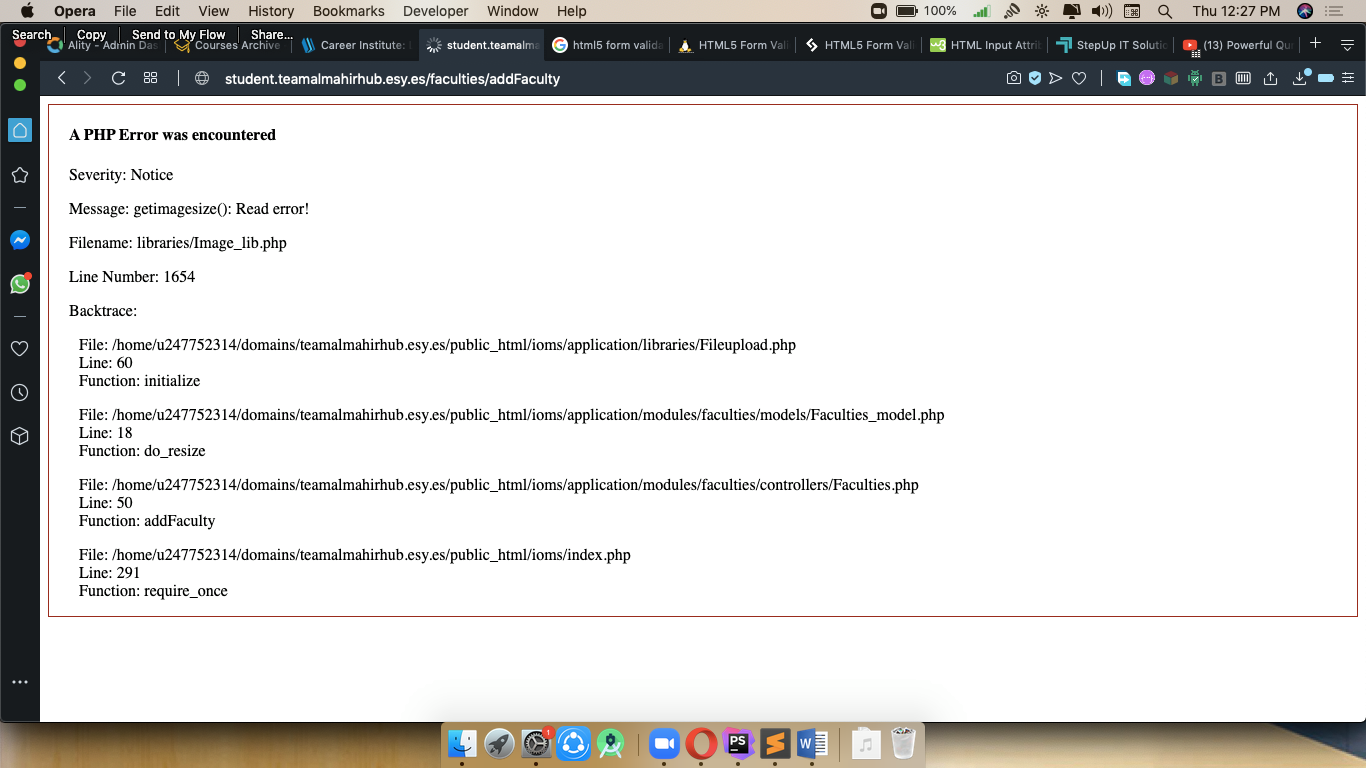 Opera File Edit View History Bookmarks Developer Window Help 100% Thu 12:27 PM
Search Copy Send to My Flow Share...
Ality - Admin Das Courses Archive Career Institute: student.teamalma html5 form valida HTML5 Form Vali HTML5 Form Vali HTML Input Attri StepUp IT Solutio (13) Powerful Qu
student.teamalmahirhub.esy.es/faculties/addFaculty
A PHP Error was encountered
Severity: Notice
Message: getimagesize(): Read error!
Filename: libraries/Image_lib.php
Line Number: 1654
Backtrace:
File: /home/u247752314/domains/teamalmahirhub.esy.es/public_html/ioms/application/libraries/Fileupload.php
Line: 60
Function: initialize
File: /home/u247752314/domains/teamalmahirhub.esy.es/public_html/ioms/application/modules/faculties/models/Faculties_model.php
Line: 18
Function: do_resize
File: /home/u247752314/domains/teamalmahirhub.esy.es/public_html/ioms/application/modules/faculties/controllers/Faculties.php
Line: 50
Function: addFaculty
File: /home/u247752314/domains/teamalmahirhub.esy.es/public_html/ioms/index.php
Line: 291
Function: require_once
1
PS
W